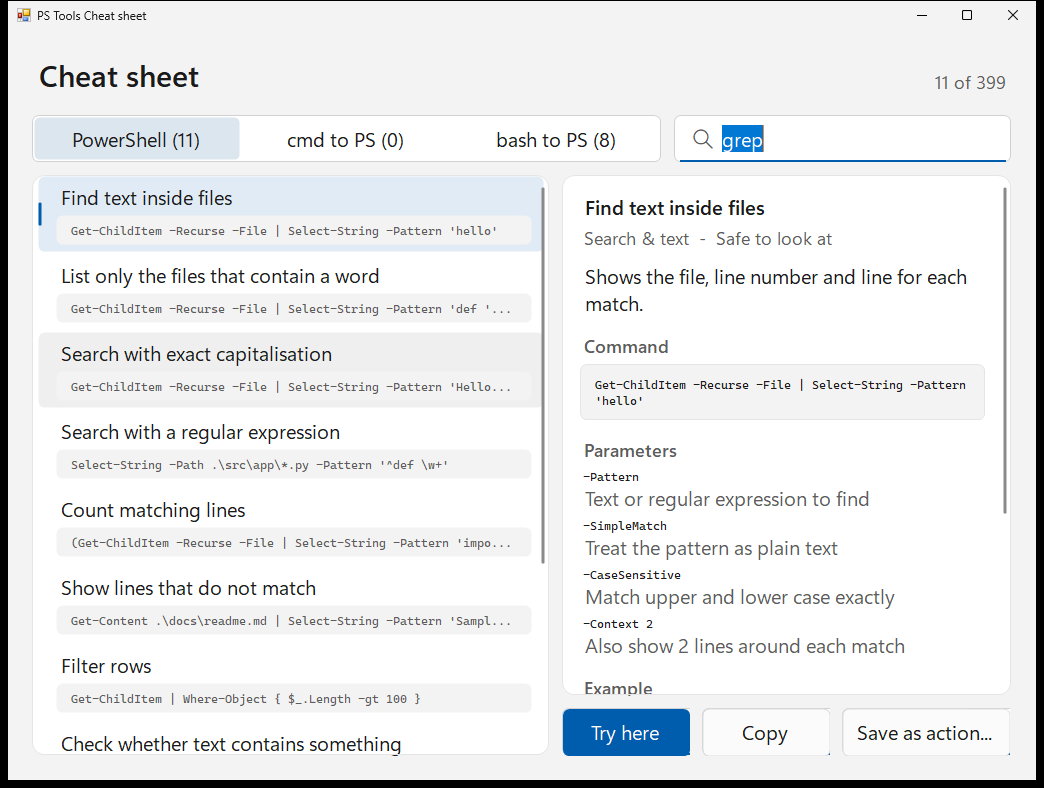 PS Tools Cheat sheet
Cheat sheet
11 of 399
PowerShell (11)
cmd to PS (0)
bash to PS (8)
grep
Find text inside files
Get-ChildItem -Recurse -File | Select-String -Pattern 'hello'
List only the files that contain a word
Get-ChildItem -Recurse -File | Select-String -Pattern 'def '...
Search with exact capitalisation
Get-ChildItem -Recurse -File | Select-String -Pattern 'Hello...
Search with a regular expression
Select-String -Path .\src\app\*.py -Pattern '^def \w+'
Count matching lines
(Get-ChildItem -Recurse -File | Select-String -Pattern 'impo...
Show lines that do not match
Get-Content .\docs\readme.md | Select-String -Pattern 'Sampl...
Filter rows
Get-ChildItem | Where-Object { $_.Length -gt 100 }
Check whether text contains something
Find text inside files
Search & text - Safe to look at
Shows the file, line number and line for each
match.
Command
Get-ChildItem -Recurse -File | Select-String -Pattern
'hello'
Parameters
-Pattern
Text or regular expression to find
-SimpleMatch
Treat the pattern as plain text
-CaseSensitive
Match upper and lower case exactly
-Context 2
Also show 2 lines around each match
Example
Try here
Copy
Save as action...